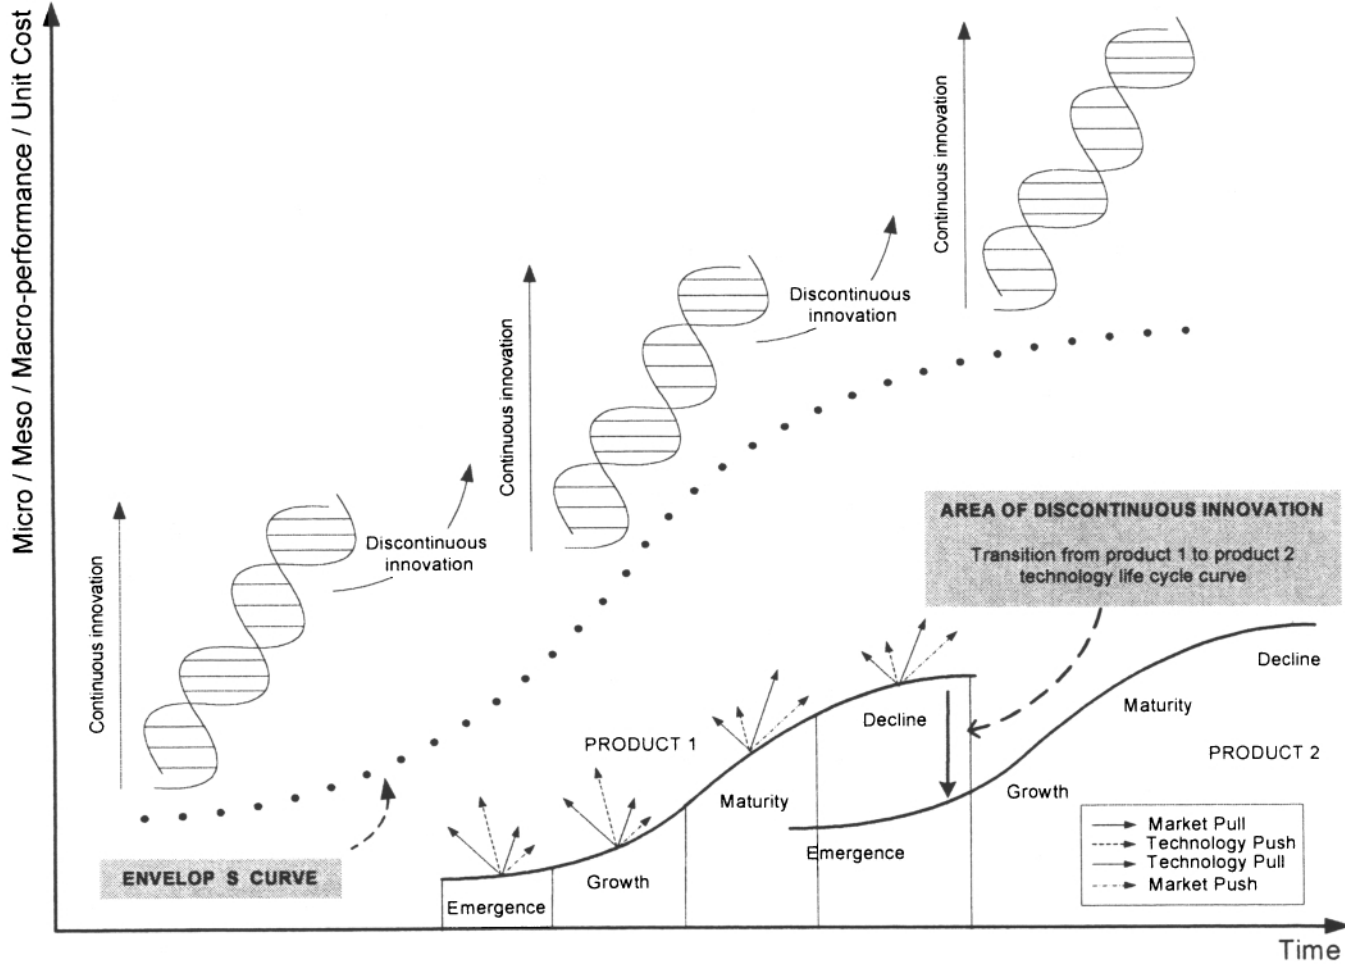 Micro / Meso / Macro-performance / Unit Cost
Continuous innovation
Discontinuous
innovation
Continuous innovation
Discontinuous
innovation
Continuous innovation
AREA OF DISCONTINUOUS INNOVATION
Transition from product 1 to product 2
technology life cycle curve
ENVELOP S CURVE
PRODUCT 1
Emergence
Growth
Maturity
Decline
Emergence
Growth
Maturity
Decline
PRODUCT 2
Market Pull
Technology Push
Technology Pull
Market Push
Time